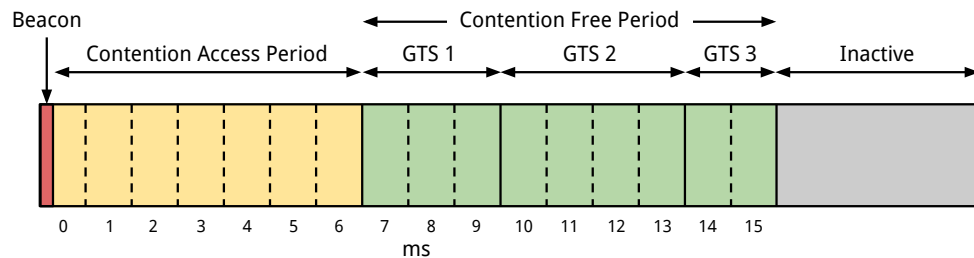 Beacon
Contention Free Period
Contention Access Period GTS 1 GTS 2 GTS 3 Inactive
0 1 2 3 4 5 6 7 8 9 10 11 12 13 14 15
ms